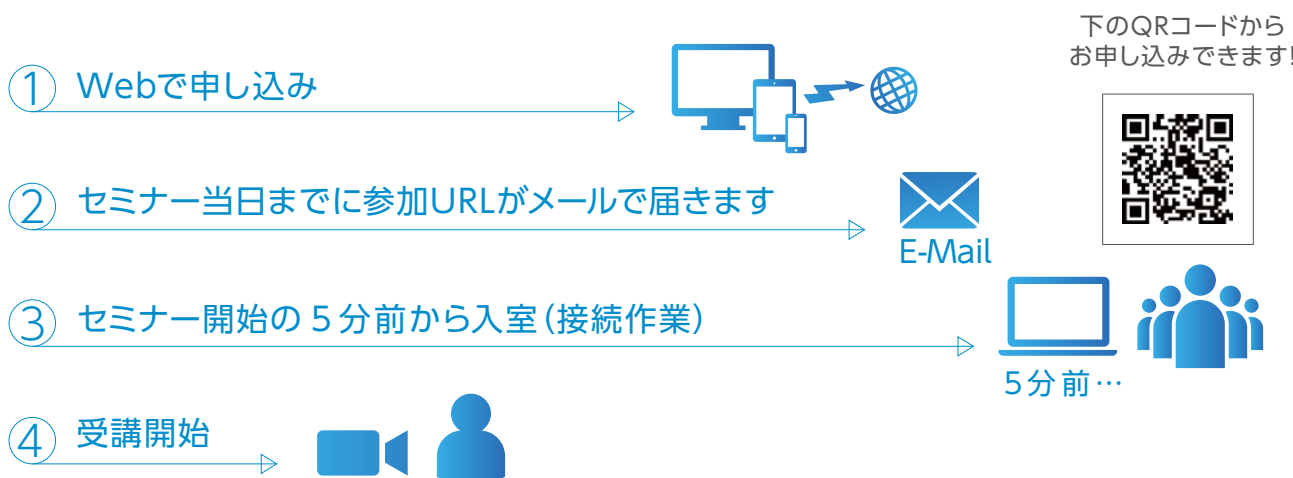 下のQRコードから
お申し込みできます!
① Webで申し込み
② セミナー当日までに参加URLがメールで届きます
E-Mail
③ セミナー開始の5分前から入室(接続作業)
5分前…
④ 受講開始